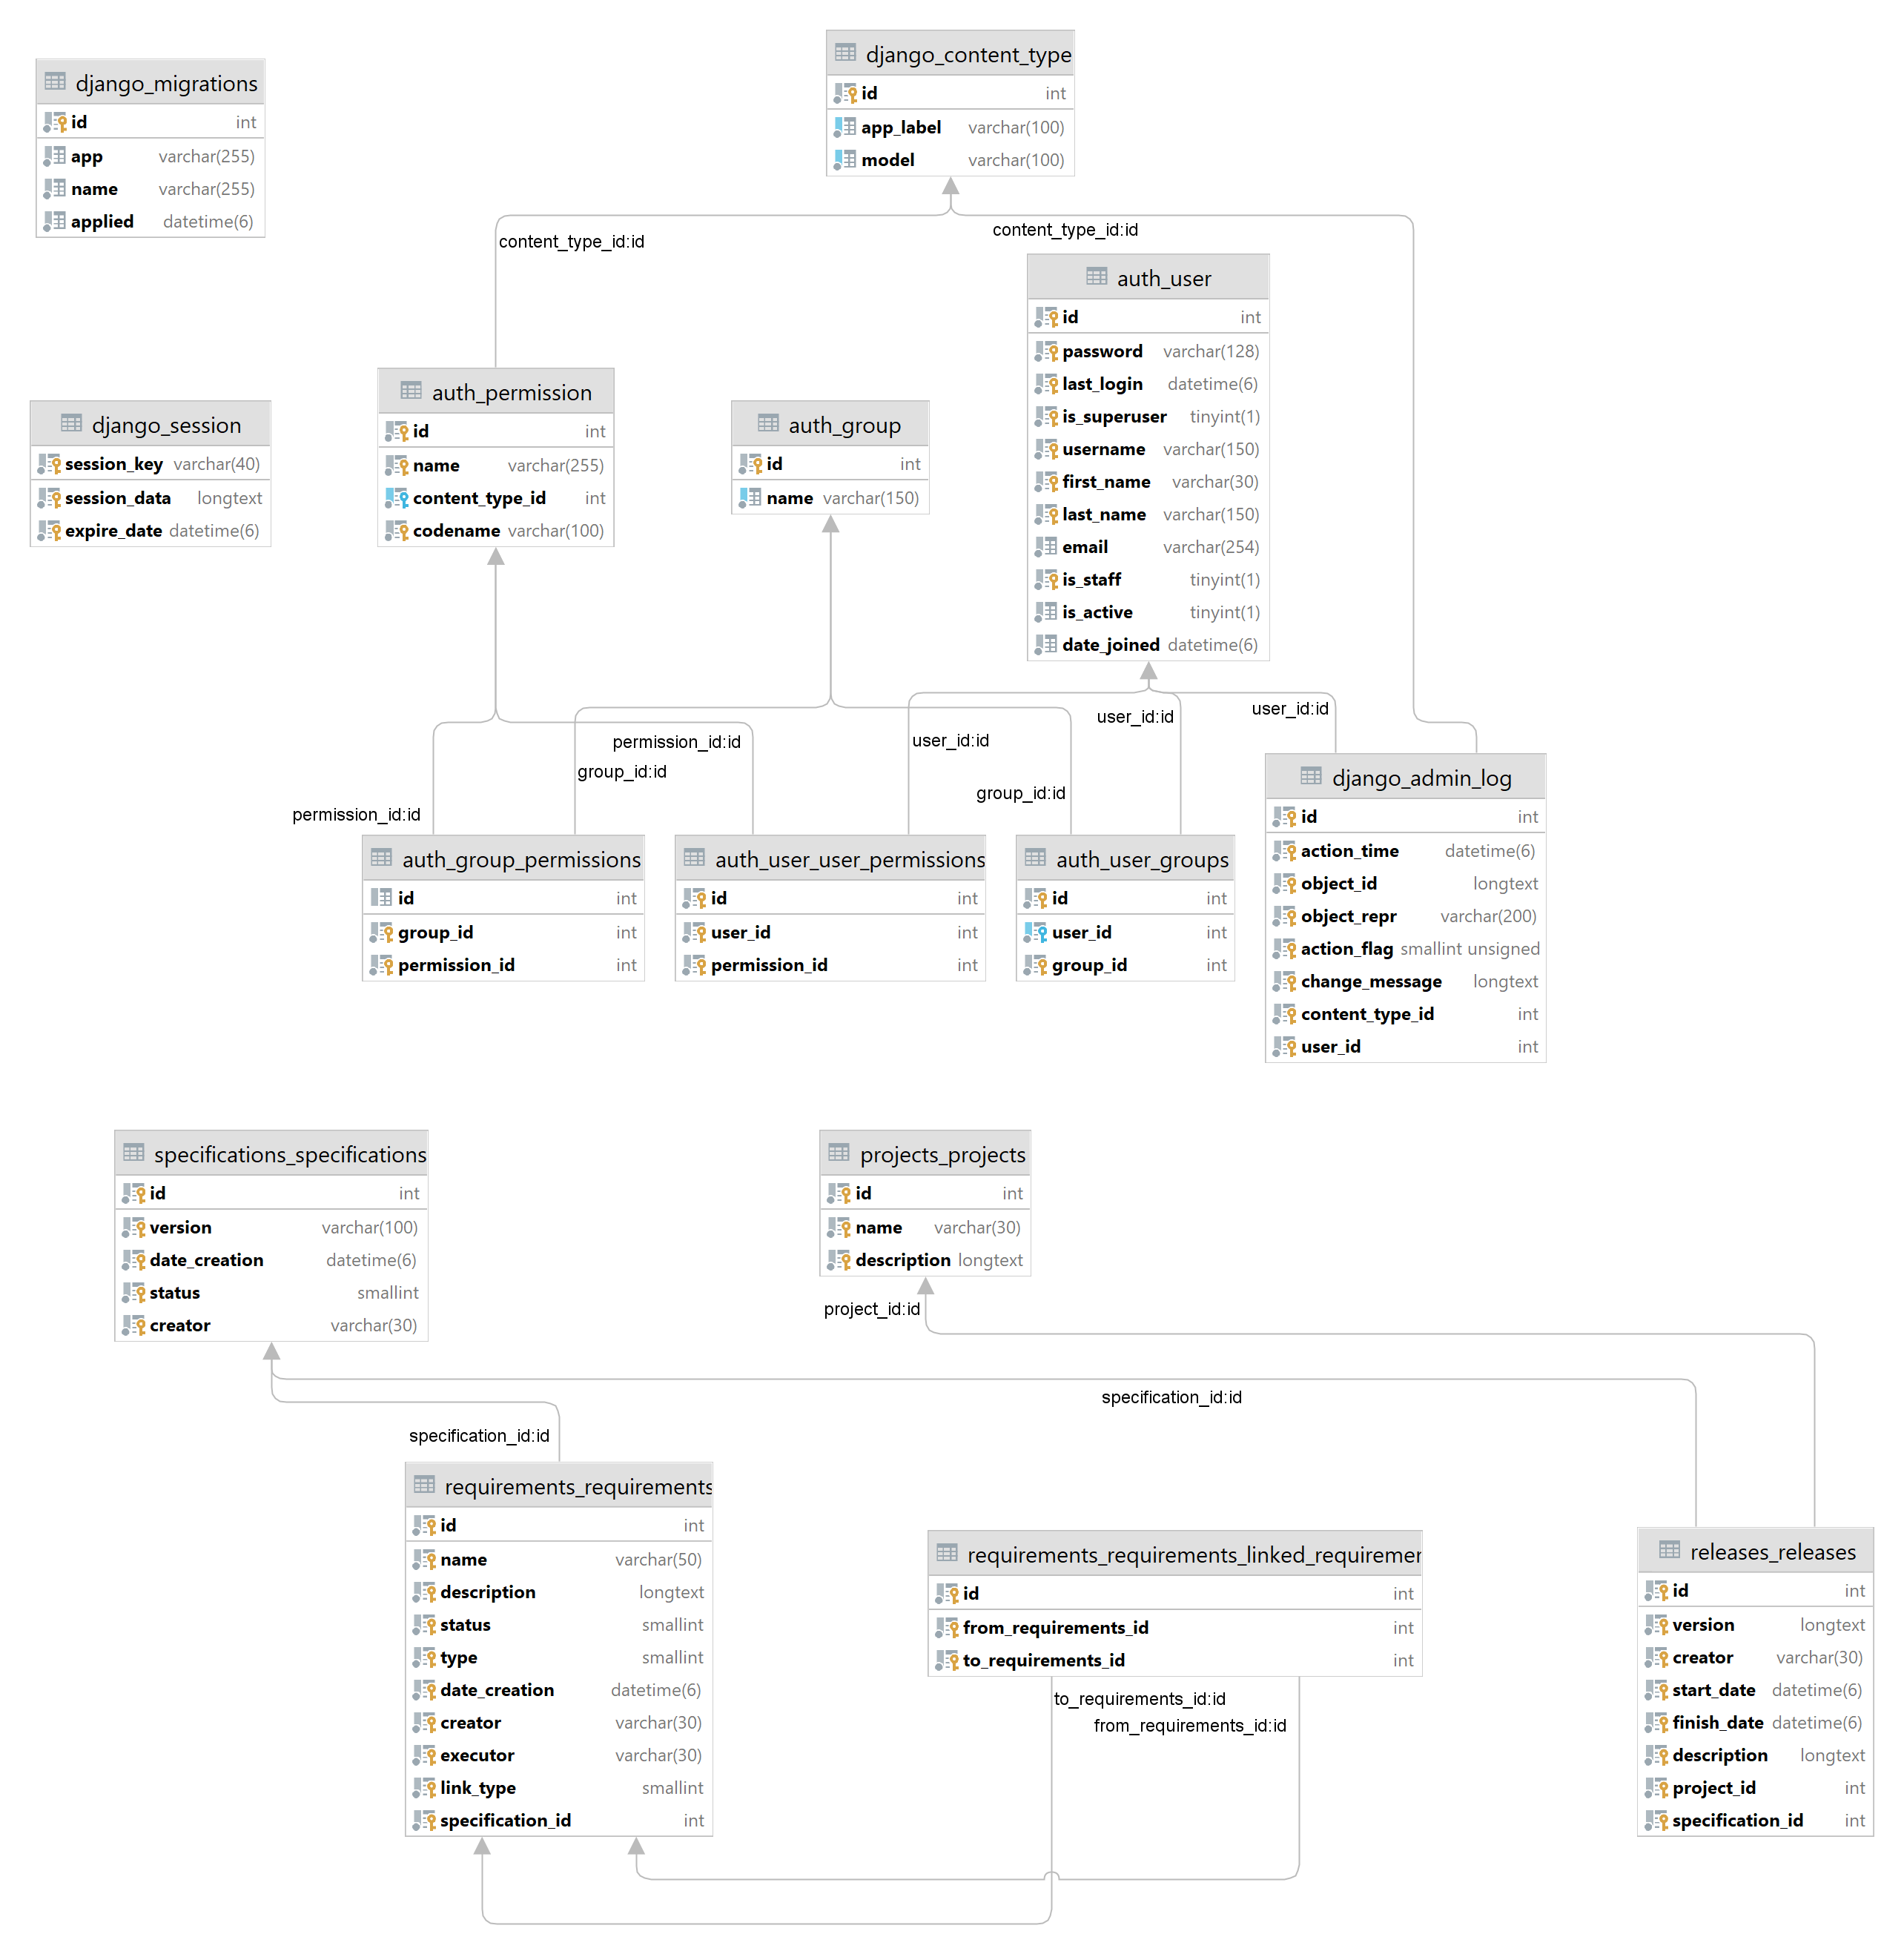 django_migrations
id int
app varchar(255)
name varchar(255)
applied datetime(6)
django_content_type
id int
app_label varchar(100)
model varchar(100)
content_type_id:id
content_type_id:id
auth_user
id int
password varchar(128)
last_login datetime(6)
is_superuser tinyint(1)
username varchar(150)
first_name varchar(30)
last_name varchar(150)
email varchar(254)
is_staff tinyint(1)
is_active tinyint(1)
date_joined datetime(6)
django_session
session_key varchar(40)
session_data longtext
expire_date datetime(6)
auth_permission
id int
name varchar(255)
content_type_id int
codename varchar(100)
auth_group
id int
name varchar(150)
permission_id:id
group_id:id
permission_id:id
user_id:id
group_id:id
user_id:id
user_id:id
auth_group_permissions
id int
group_id int
permission_id int
auth_user_user_permissions
id int
user_id int
permission_id int
auth_user_groups
id int
user_id int
group_id int
django_admin_log
id int
action_time datetime(6)
object_id longtext
object_repr varchar(200)
action_flag smallint unsigned
change_message longtext
content_type_id int
user_id int
specifications_specifications
id int
version varchar(100)
date_creation datetime(6)
status smallint
creator varchar(30)
projects_projects
id int
name varchar(30)
description longtext
project_id:id
specification_id:id
specification_id:id
requirements_requirements
id int
name varchar(50)
description longtext
status smallint
type smallint
date_creation datetime(6)
creator varchar(30)
executor varchar(30)
link_type smallint
specification_id int
requirements_requirements_linked_requiremen
id int
from_requirements_id int
to_requirements_id int
to_requirements_id:id
from_requirements_id:id
releases_releases
id int
version longtext
creator varchar(30)
start_date datetime(6)
finish_date datetime(6)
description longtext
project_id int
specification_id int